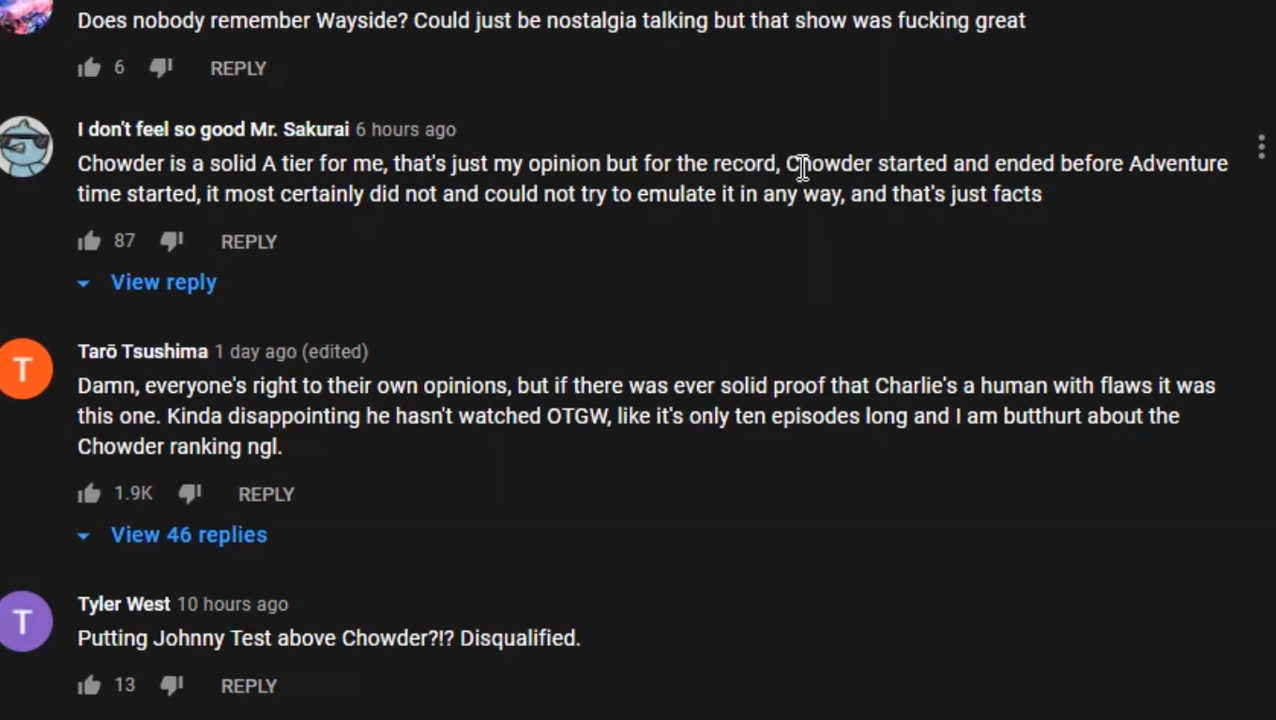 Does nobody remember Wayside? Could just be nostalgia talking but that show was fucking great
6 REPLY
I don't feel so good Mr. Sakurai 6 hours ago
Chowder is a solid A tier for me, that's just my opinion but for the record, Chowder started and ended before Adventure
time started, it most certainly did not and could not try to emulate it in any way, and that's just facts
87 REPLY
View reply
Tarō Tsushima 1 day ago (edited)
Damn, everyone's right to their own opinions, but if there was ever solid proof that Charlie's a human with flaws it was
this one. Kinda disappointing he hasn't watched OTGW, like it's only ten episodes long and I am butthurt about the
Chowder ranking ngl.
1.9K REPLY
View 46 replies
T
Tyler West 10 hours ago
Putting Johnny Test above Chowder?!? Disqualified.
13 REPLY
T